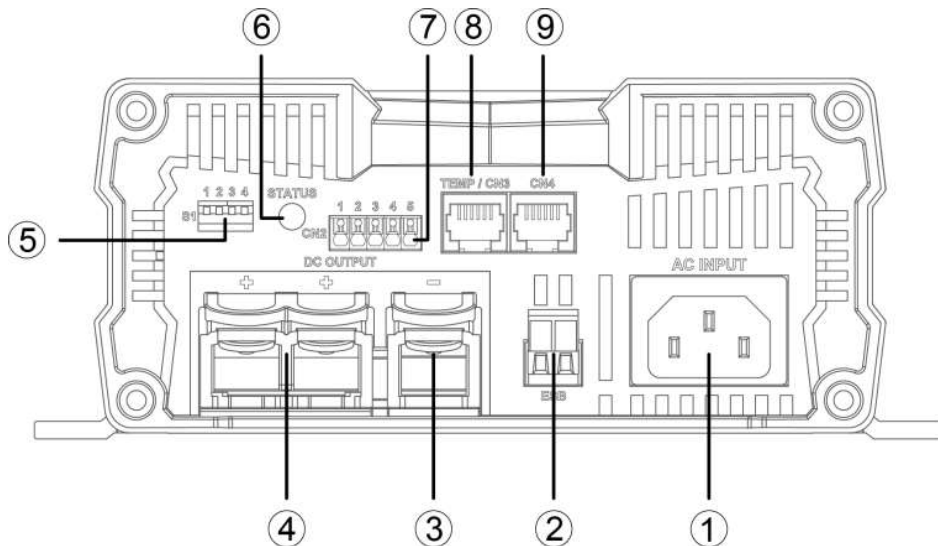 ⑥ ⑦ ⑧ ⑨
TEMP / CN3 CN4
1 2 3 4 STATUS
S1
1 2 3 4 5
CN2
⑤
DC OUTPUT
AC INPUT
+ + −
④ ③ ② ①